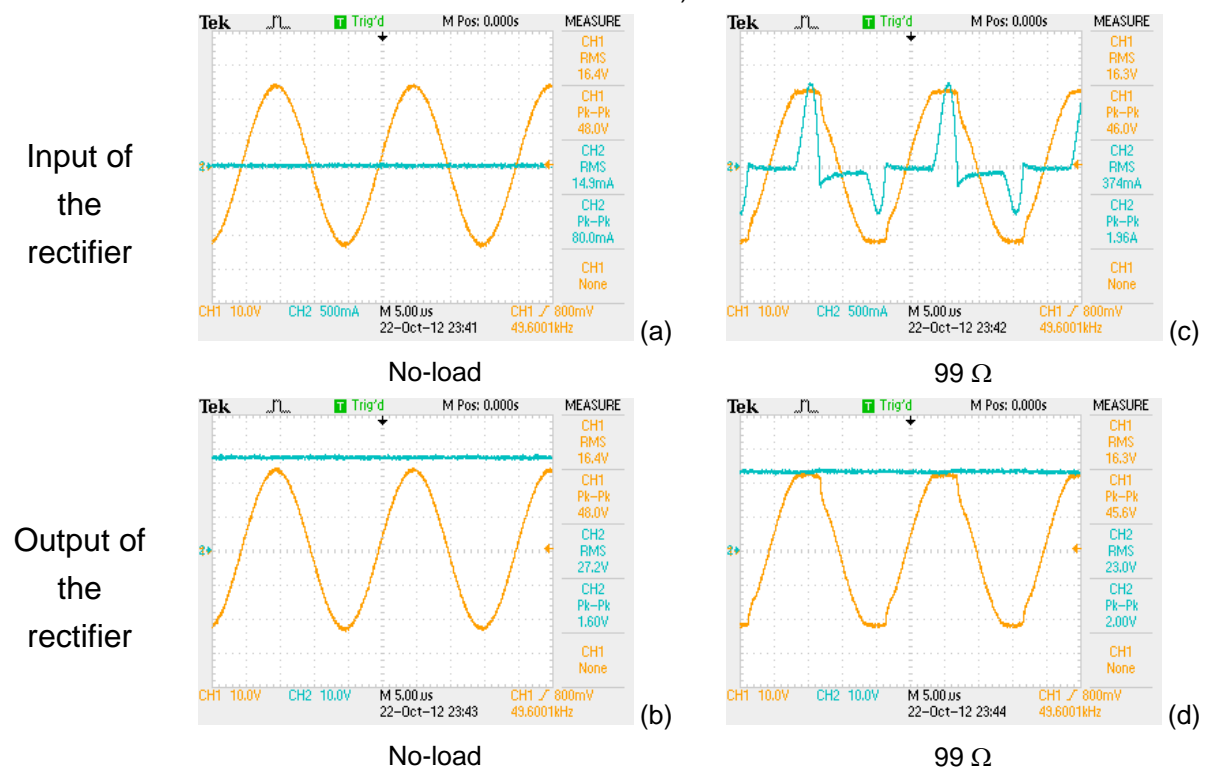 Input of
the
rectifier
Tek Trig'd M Pos: 0.000s MEASURE
CH1
RMS
16.4V
CH1
Pk-Pk
48.0V
CH2
RMS
14.9mA
CH2
Pk-Pk
80.0mA
CH1
None
2
CH1 10.0V CH2 500mA M 5.00us CH1 800mV
22-Oct-12 23:41 49.6001kHz
(a)
No-load
Tek Trig'd M Pos: 0.000s MEASURE
CH1
RMS
16.3V
CH1
Pk-Pk
46.0V
CH2
RMS
374mA
CH2
Pk-Pk
1.96A
CH1
None
2
CH1 10.0V CH2 500mA M 5.00us CH1 800mV
22-Oct-12 23:42 49.6001kHz
(c)
99 Ω
Output of
the
rectifier
Tek Trig'd M Pos: 0.000s MEASURE
CH1
RMS
16.4V
CH1
Pk-Pk
48.0V
CH2
RMS
27.2V
CH2
Pk-Pk
1.60V
CH1
None
2
CH1 10.0V CH2 10.0V M 5.00us CH1 800mV
22-Oct-12 23:43 49.6001kHz
(b)
No-load
Tek Trig'd M Pos: 0.000s MEASURE
CH1
RMS
16.3V
CH1
Pk-Pk
45.6V
CH2
RMS
23.0V
CH2
Pk-Pk
2.00V
CH1
None
2
CH1 10.0V CH2 10.0V M 5.00us CH1 800mV
22-Oct-12 23:44 49.6001kHz
(d)
99 Ω